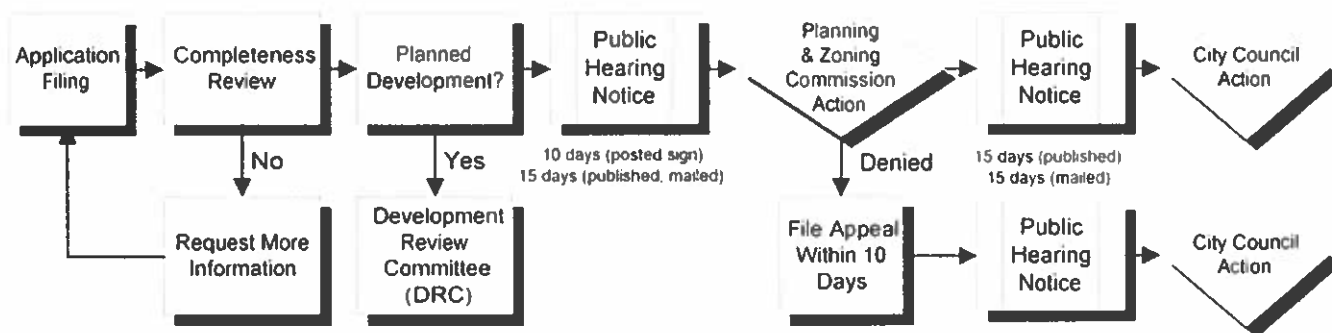 Application
Filing
Completeness
Review
Planned
Development?
Public
Hearing
Notice
Planning
& Zoning
Commission
Action
Public
Hearing
Notice
City Council
Action
No
Yes
10 days (posted sign)
15 days (published, mailed)
Denied
15 days (published)
15 days (mailed)
Request More
Information
Development
Review
Committee
(DRC)
File Appeal
Within 10
Days
Public
Hearing
Notice
City Council
Action